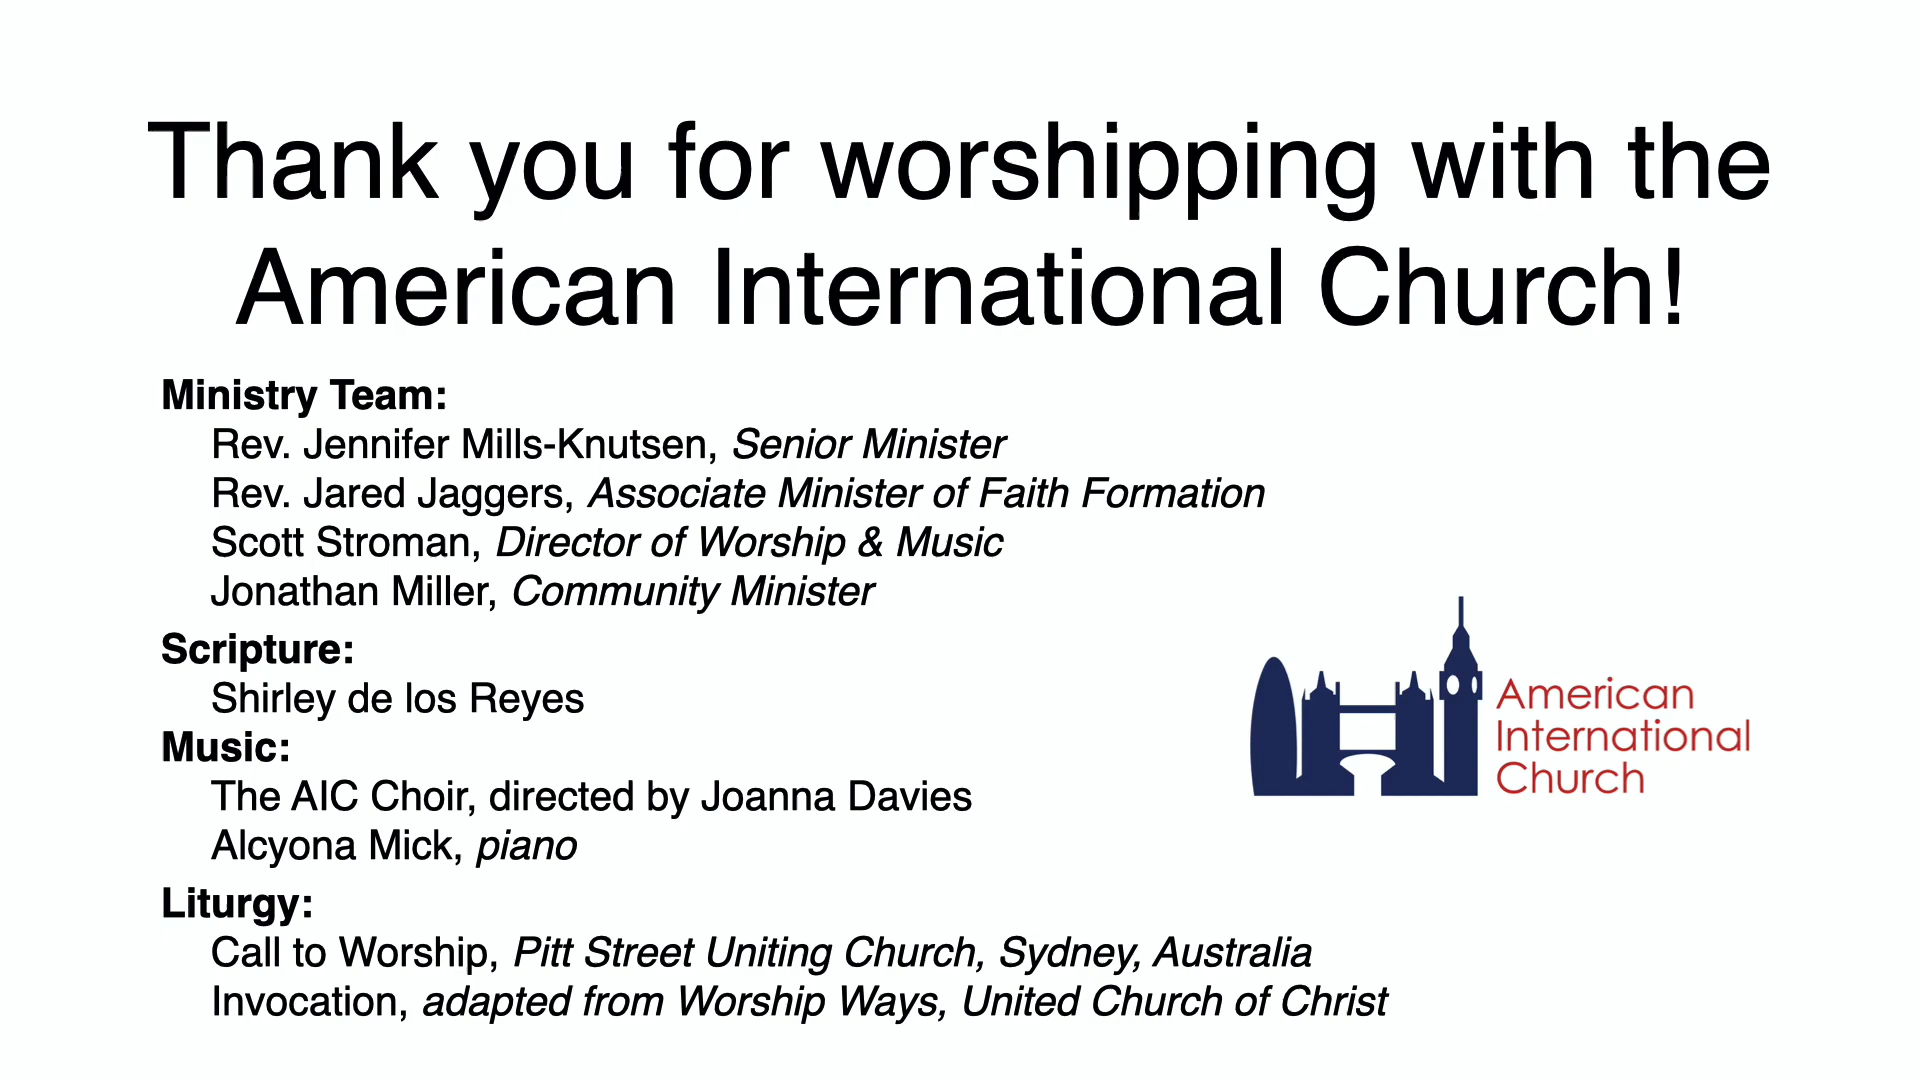 Thank you for worshipping with the
American International Church!
Ministry Team:
Rev. Jennifer Mills-Knutsen, Senior Minister
Rev. Jared Jaggers, Associate Minister of Faith Formation
Scott Stroman, Director of Worship & Music
Jonathan Miller, Community Minister
Scripture:
Shirley de los Reyes
Music:
The AIC Choir, directed by Joanna Davies
Alcyona Mick, piano
Liturgy:
Call to Worship, Pitt Street Uniting Church, Sydney, Australia
Invocation, adapted from Worship Ways, United Church of Christ
American
International
Church